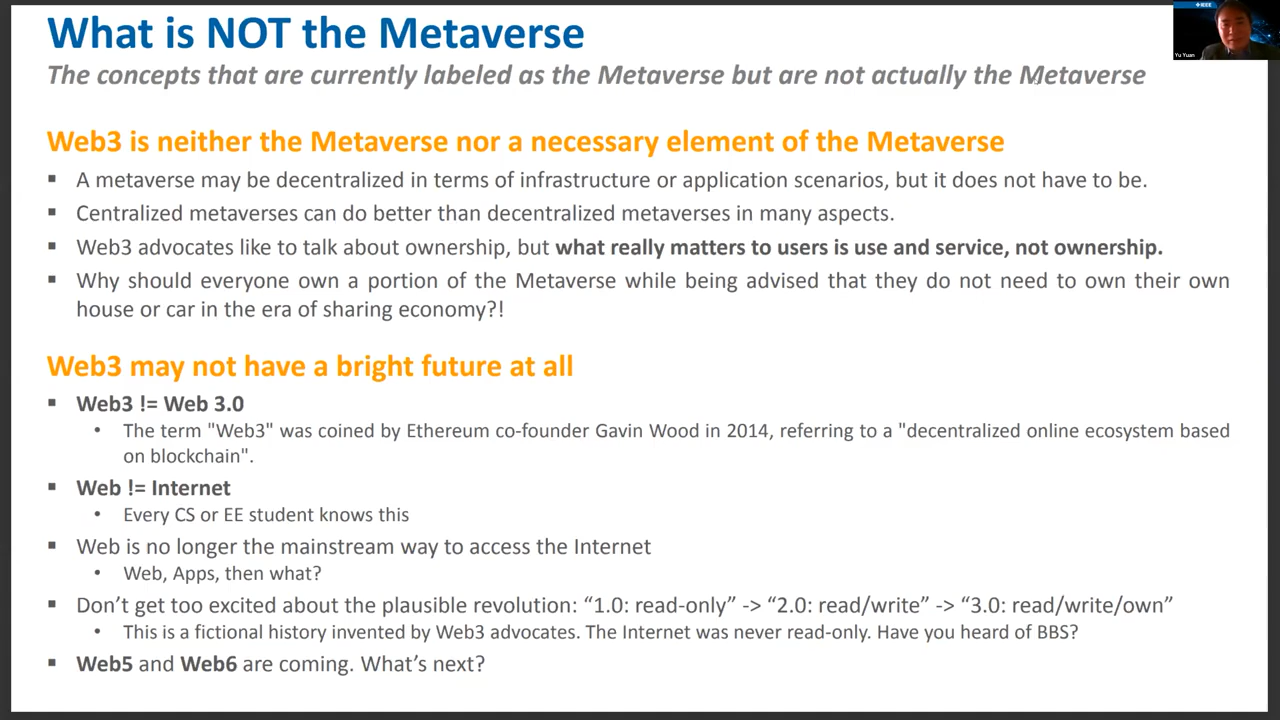 What is NOT the Metaverse
The concepts that are currently labeled as the Metaverse but are not actually the Metaverse
IEEE
Yu Yuan
Web3 is neither the Metaverse nor a necessary element of the Metaverse
▪ A metaverse may be decentralized in terms of infrastructure or application scenarios, but it does not have to be.
▪ Centralized metaverses can do better than decentralized metaverses in many aspects.
▪ Web3 advocates like to talk about ownership, but what really matters to users is use and service, not ownership.
▪ Why should everyone own a portion of the Metaverse while being advised that they do not need to own their own
house or car in the era of sharing economy?!
Web3 may not have a bright future at all
▪ Web3 != Web 3.0
• The term "Web3" was coined by Ethereum co-founder Gavin Wood in 2014, referring to a "decentralized online ecosystem based
on blockchain".
▪ Web != Internet
• Every CS or EE student knows this
▪ Web is no longer the mainstream way to access the Internet
• Web, Apps, then what?
▪ Don’t get too excited about the plausible revolution: “1.0: read-only” -> “2.0: read/write” -> “3.0: read/write/own”
• This is a fictional history invented by Web3 advocates. The Internet was never read-only. Have you heard of BBS?
▪ Web5 and Web6 are coming. What’s next?